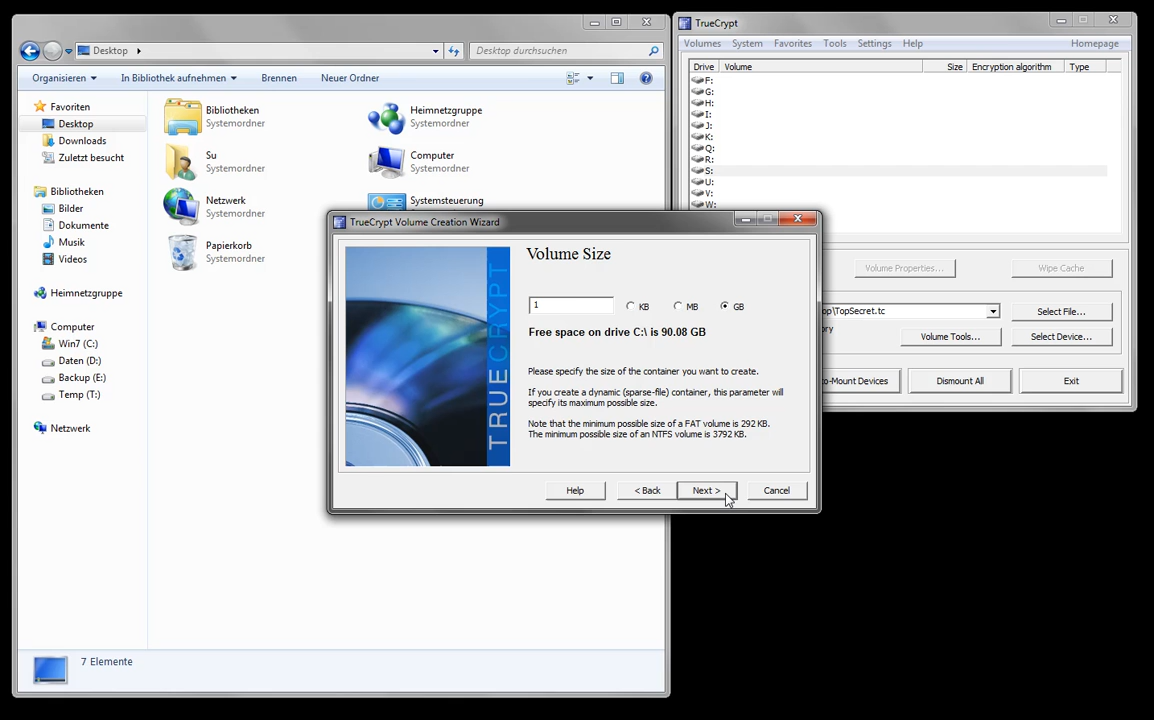 Desktop
Desktop durchsuchen
Organisieren
In Bibliothek aufnehmen
Brennen
Neuer Ordner
Favoriten
Desktop
Downloads
Zuletzt besucht
Bibliotheken
Bilder
Dokumente
Musik
Videos
Heimnetzgruppe
Computer
Win7 (C:)
Daten (D:)
Backup (E:)
Temp (T:)
Netzwerk
Bibliotheken
Systemordner
Heimnetzgruppe
Systemordner
Su
Systemordner
Computer
Systemordner
Netzwerk
Systemordner
Systemsteuerung
Papierkorb
Systemordner
7 Elemente
TrueCrypt
Volumes System Favorites Tools Settings Help Homepage
Drive Volume Size Encryption algorithm Type
F:
G:
H:
I:
J:
K:
Q:
R:
S:
U:
V:
W:
Volume Properties...
Wipe Cache
op\TopSecret.tc
Select File...
ory
Volume Tools...
Select Device...
o-Mount Devices
Dismount All
Exit
TrueCrypt Volume Creation Wizard
TRUECRYPT
Volume Size
1 KB MB GB
Free space on drive C:\ is 90.08 GB
Please specify the size of the container you want to create.
If you create a dynamic (sparse-file) container, this parameter will
specify its maximum possible size.
Note that the minimum possible size of a FAT volume is 292 KB.
The minimum possible size of an NTFS volume is 3792 KB.
Help
< Back
Next >
Cancel